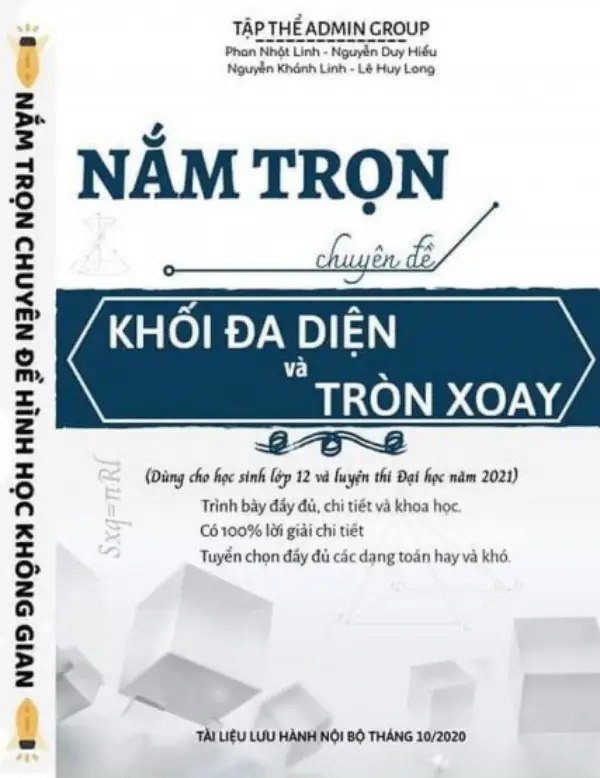 NẮM TRỌN CHUYÊN ĐỀ HÌNH HỌC KHÔNG GIAN
TẬP THỂ ADMIN GROUP
Phan Nhật Linh - Nguyễn Duy Hiếu
Nguyễn Khánh Linh - Lê Huy Long
NẮM TRỌN
chuyên đề
KHỐI ĐA DIỆN
và
TRÒN XOAY
(Dùng cho học sinh lớp 12 và luyện thi Đại học năm 2021)
Trình bày đầy đủ, chi tiết và khoa học.
Có 100% lời giải chi tiết
Tuyển chọn đầy đủ các dạng toán hay và khó.
Sxq=πRl
TÀI LIỆU LƯU HÀNH NỘI BỘ THÁNG 10/2020